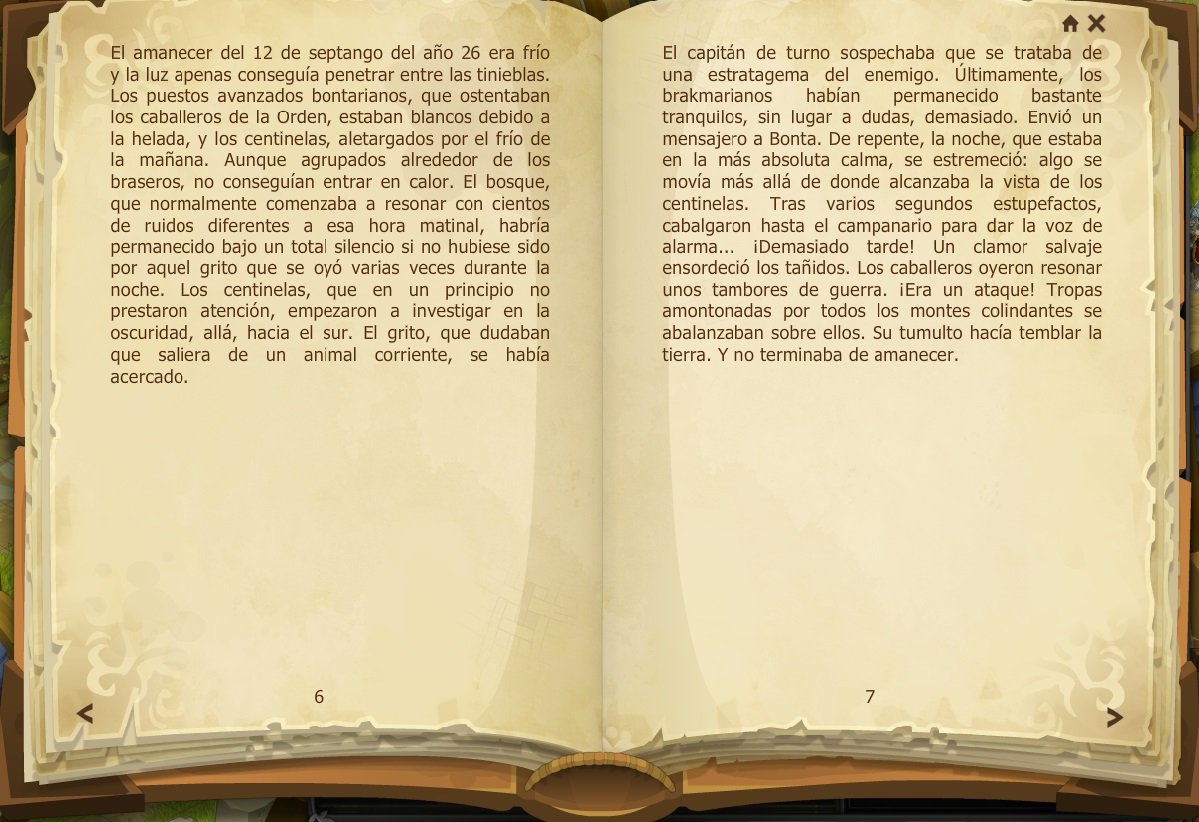 El amanecer del 12 de septango del año 26 era frío
y la luz apenas conseguía penetrar entre las tinieblas.
Los puestos avanzados bontarianos, que ostentaban
los caballeros de la Orden, estaban blancos debido a
la helada, y los centinelas, aletargados por el frío de
la mañana. Aunque agrupados alrededor de los
braseros, no conseguían entrar en calor. El bosque,
que normalmente comenzaba a resonar con cientos
de ruidos diferentes a esa hora matinal, habría
permanecido bajo un total silencio si no hubiese sido
por aquel grito que se oyó varias veces durante la
noche. Los centinelas, que en un principio no
prestaron atención, empezaron a investigar en la
oscuridad, allá, hacia el sur. El grito, que dudaban
que saliera de un animal corriente, se había
acercado.
6
El capitán de turno sospechaba que se trataba de
una estratagema del enemigo. Últimamente, los
brakmarianos habían permanecido bastante
tranquilos, sin lugar a dudas, demasiado. Envió un
mensajero a Bonta. De repente, la noche, que estaba
en la más absoluta calma, se estremeció: algo se
movía más allá de donde alcanzaba la vista de los
centinelas. Tras varios segundos estupefactos,
cabalgaron hasta el campanario para dar la voz de
alarma... ¡Demasiado tarde! Un clamor salvaje
ensordeció los tañidos. Los caballeros oyeron resonar
unos tambores de guerra. ¡Era un ataque! Tropas
amontonadas por todos los montes colindantes se
abalanzaban sobre ellos. Su tumulto hacía temblar la
tierra. Y no terminaba de amanecer.
7